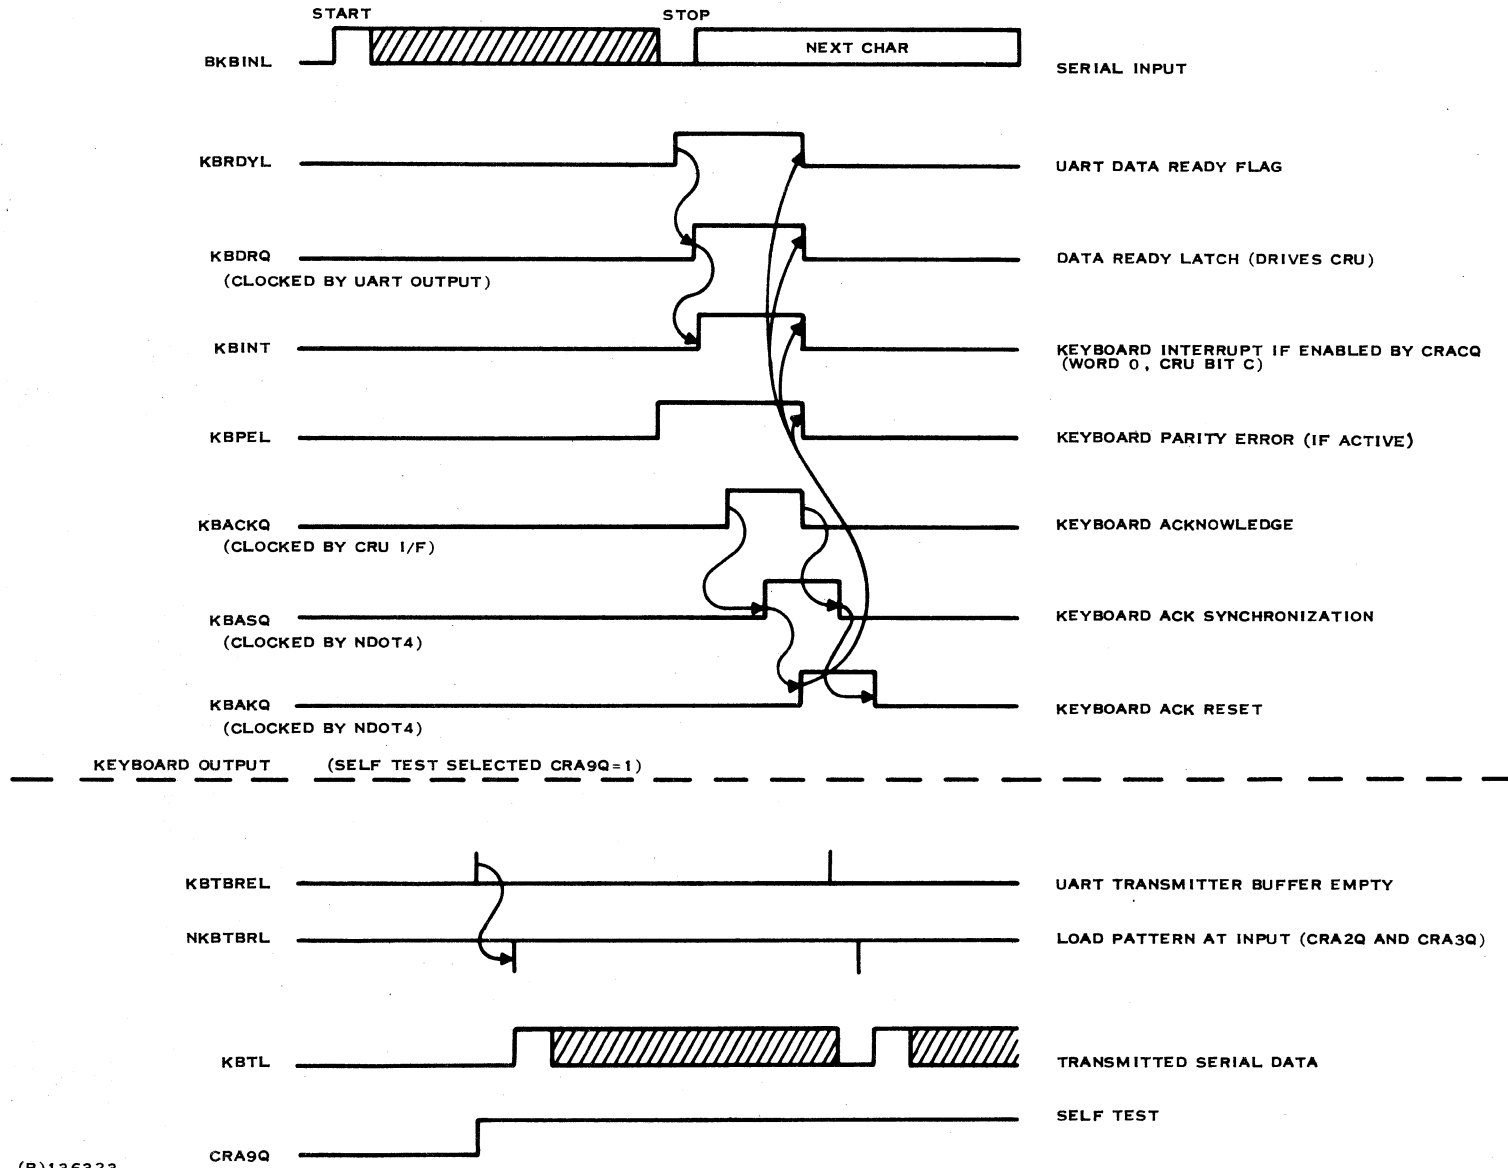 START STOP
NEXT CHAR
BKBINL SERIAL INPUT
KBRDYL UART DATA READY FLAG
KBDRQ DATA READY LATCH (DRIVES CRU)
(CLOCKED BY UART OUTPUT)
KBINT KEYBOARD INTERRUPT IF ENABLED BY CRACQ
(WORD 0, CRU BIT C)
KBPEL KEYBOARD PARITY ERROR (IF ACTIVE)
KBACKQ KEYBOARD ACKNOWLEDGE
(CLOCKED BY CRU I/F)
KBASQ KEYBOARD ACK SYNCHRONIZATION
(CLOCKED BY NDOT4)
KBAKQ KEYBOARD ACK RESET
(CLOCKED BY NDOT4)
KEYBOARD OUTPUT (SELF TEST SELECTED CRA9Q=1)
KBTBREL UART TRANSMITTER BUFFER EMPTY
NKBTBRL LOAD PATTERN AT INPUT (CRA2Q AND CRA3Q)
KBTL TRANSMITTED SERIAL DATA
SELF TEST
CRA9Q